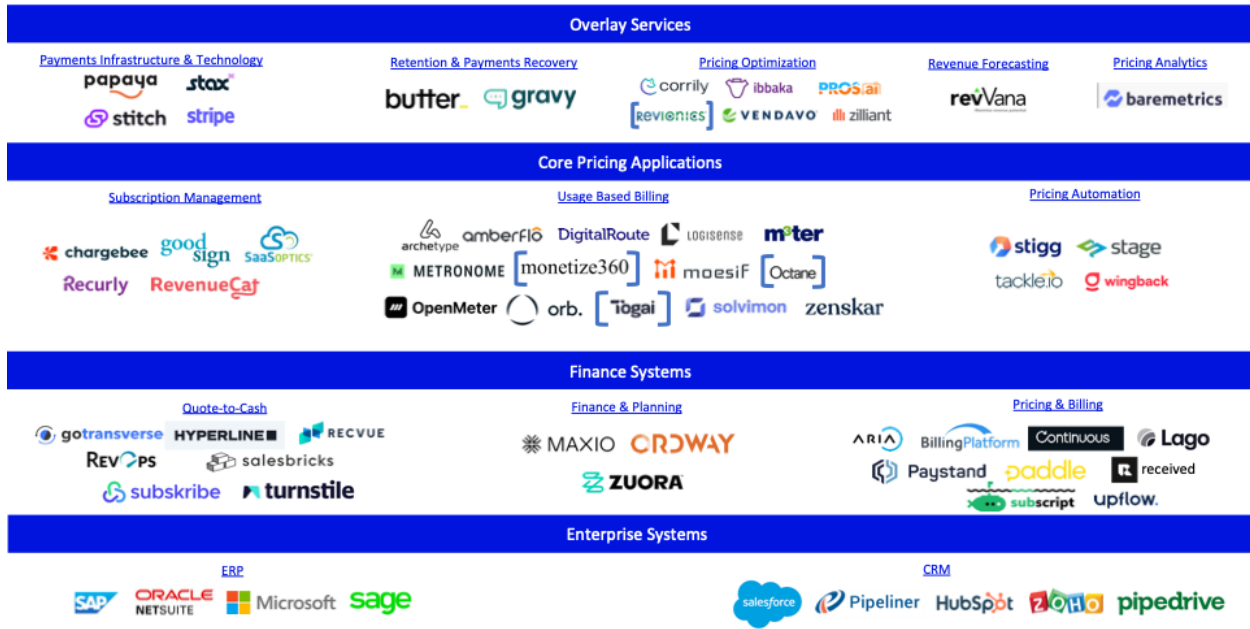 Overlay Services
Payments Infrastructure & Technology
papaya stax
stitch stripe
Retention & Payments Recovery
butter_ gravy
Pricing Optimization
corrily ibbaka PROS ai
[REVIONICS] VENDAVO zilliant
Revenue Forecasting
revVana
Pricing Analytics
baremetrics
Core Pricing Applications
Subscription Management
chargebee good sign SAASOPTICS
Recurly RevenueCat
Usage Based Billing
archetype amberflo DigitalRoute LOGISENSE m³ter
METRONOME [monetize360] moesif [Octane]
OpenMeter orb. [Togai] solvimon zenskar
Pricing Automation
stigg stage
tackle.io wingback
Finance Systems
Quote-to-Cash
gotransverse HYPERLINE RECVUE
REVOPS salesbricks
subskribe turnstile
Finance & Planning
MAXIO ORDWAY
ZUORA
Pricing & Billing
ARIA BillingPlatform Continuous Lago
Paystand paddle R received
subscript upflow.
Enterprise Systems
ERP
SAP ORACLE NETSUITE Microsoft sage
CRM
salesforce Pipeliner HubSpot ZOHO pipedrive